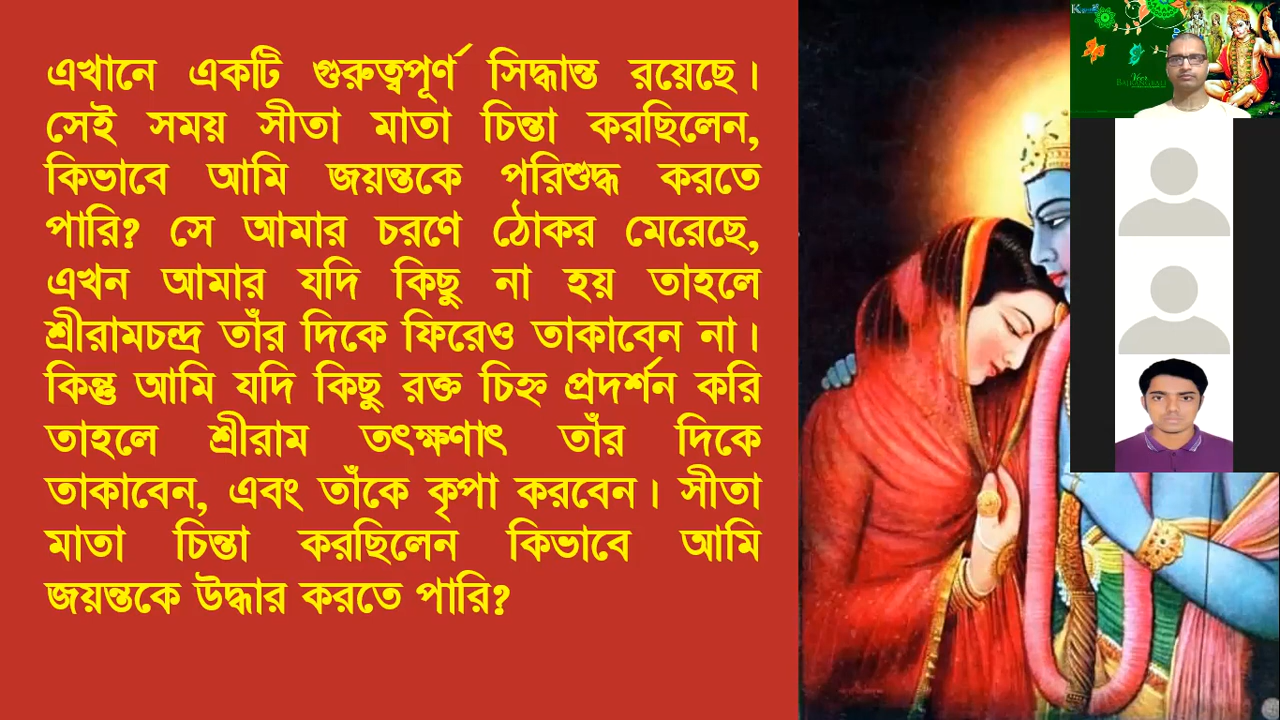 এখানে একটি গুরুত্বপূর্ণ সিদ্ধান্ত রয়েছে।
সেই সময় সীতা মাতা চিন্তা করছিলেন,
কিভাবে আমি জয়ন্তকে পরিশুদ্ধ করতে
পারি? সে আমার চরণে ঠোকর মেরেছে,
এখন আমার যদি কিছু না হয় তাহলে
শ্রীরামচন্দ্র তাঁর দিকে ফিরেও তাকাবেন না।
কিন্তু আমি যদি কিছু রক্ত চিহ্ন প্রদর্শন করি
তাহলে শ্রীরাম তৎক্ষণাৎ তাঁর দিকে
তাকাবেন, এবং তাঁকে কৃপা করবেন। সীতা
মাতা চিন্তা করছিলেন কিভাবে আমি
জয়ন্তকে উদ্ধার করতে পারি?
Veer